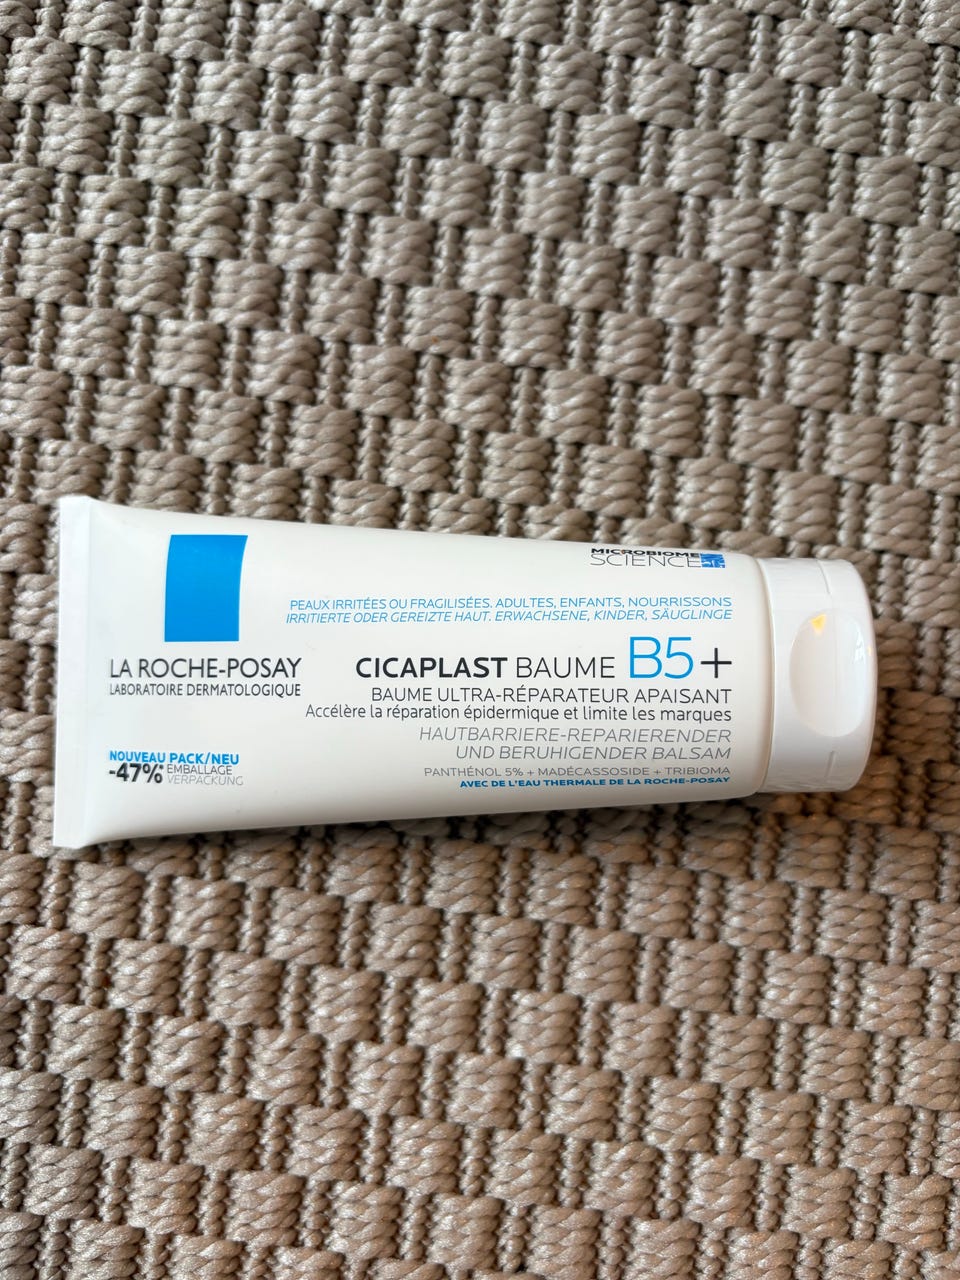 MICROBIOME
SCIENCE
PEAUX IRRITÉES OU FRAGILISÉES. ADULTES, ENFANTS, NOURRISSONS
IRRITIERTE ODER GEREIZTE HAUT. ERWACHSENE, KINDER, SÄUGLINGE
LA ROCHE-POSAY
LABORATOIRE DERMATOLOGIQUE
CICAPLAST BAUME B5+
BAUME ULTRA-RÉPARATEUR APAISANT
Accélère la réparation épidermique et limite les marques
HAUTBARRIERE-REPARIERENDER
UND BERUHIGENDER BALSAM
PANTHÉNOL 5% + MADÉCASSOSIDE + TRIBIOMA
AVEC DE L'EAU THERMALE DE LA ROCHE-POSAY
NOUVEAU PACK/NEU
-47%* EMBALLAGE
VERPACKUNG